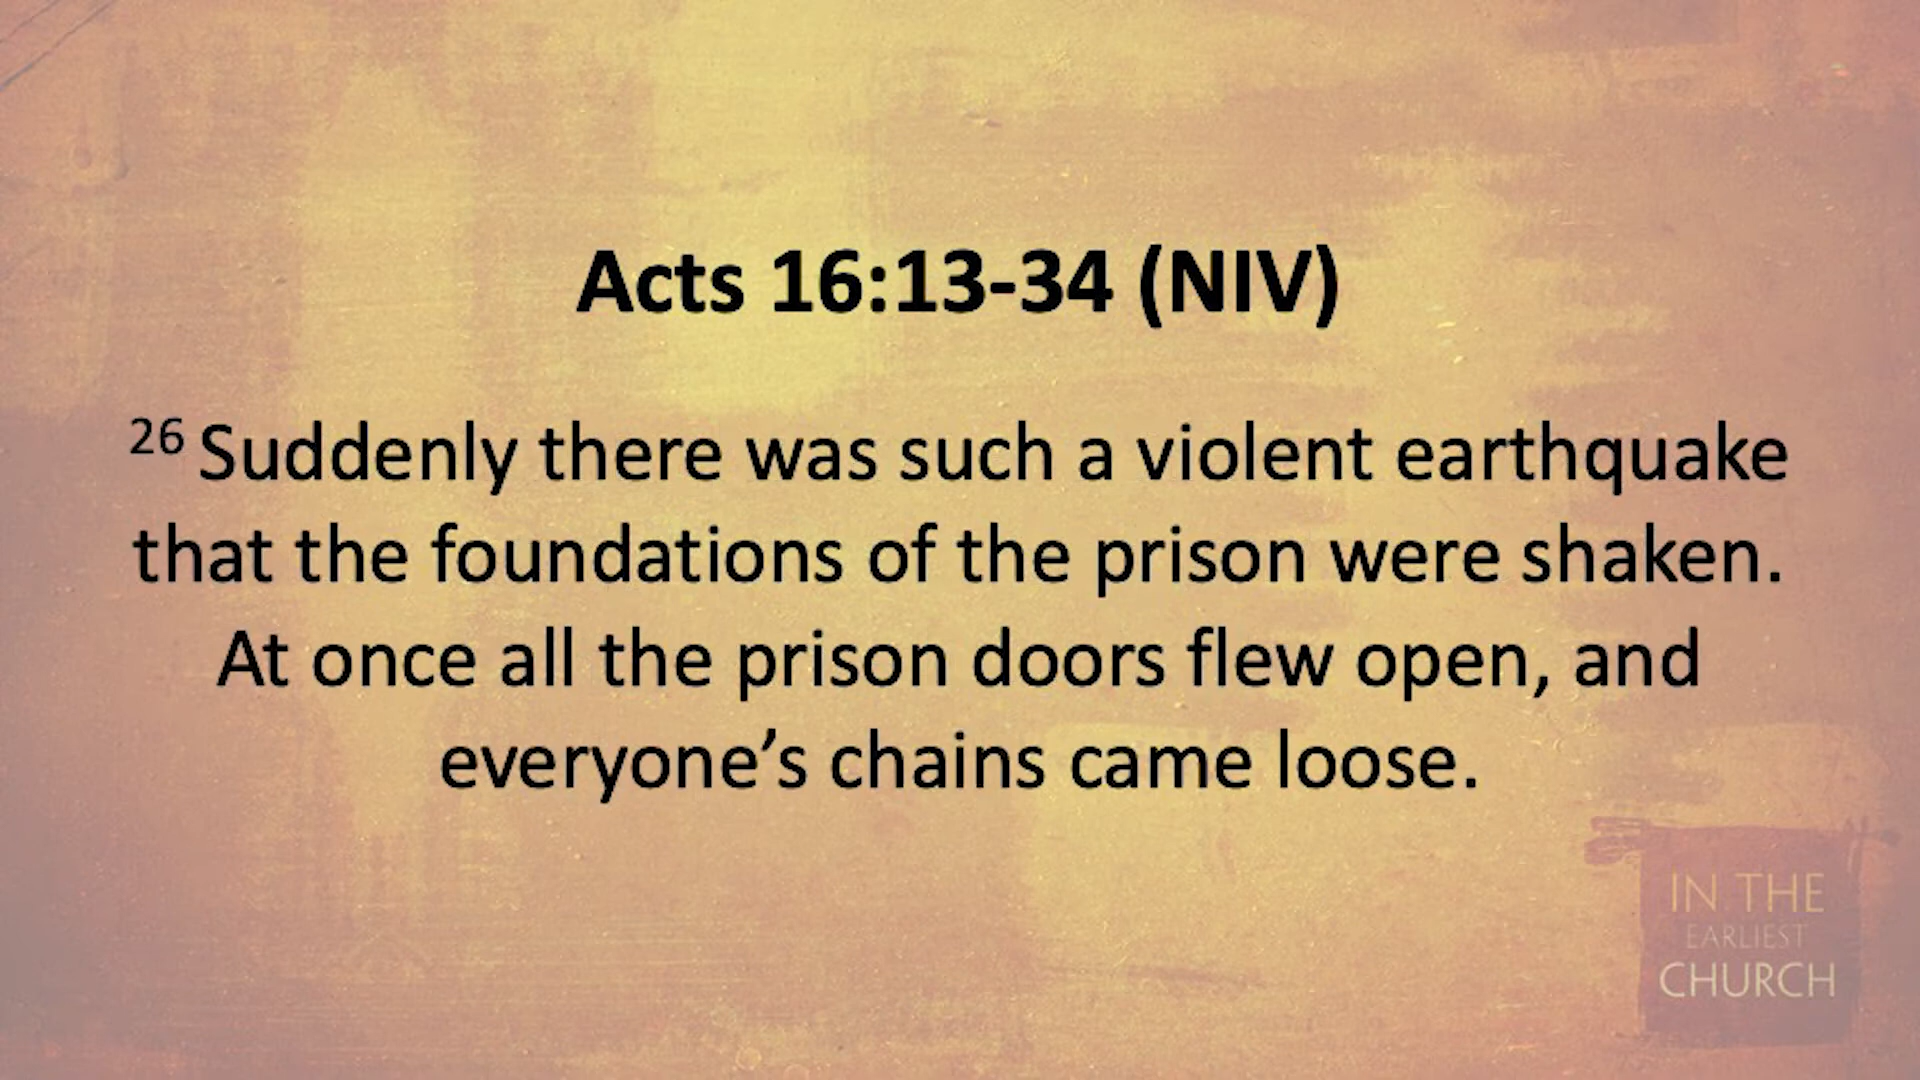 Acts 16:13-34 (NIV)
26 Suddenly there was such a violent earthquake
that the foundations of the prison were shaken.
At once all the prison doors flew open, and
everyone’s chains came loose.
IN THE
EARLIEST
CHURCH